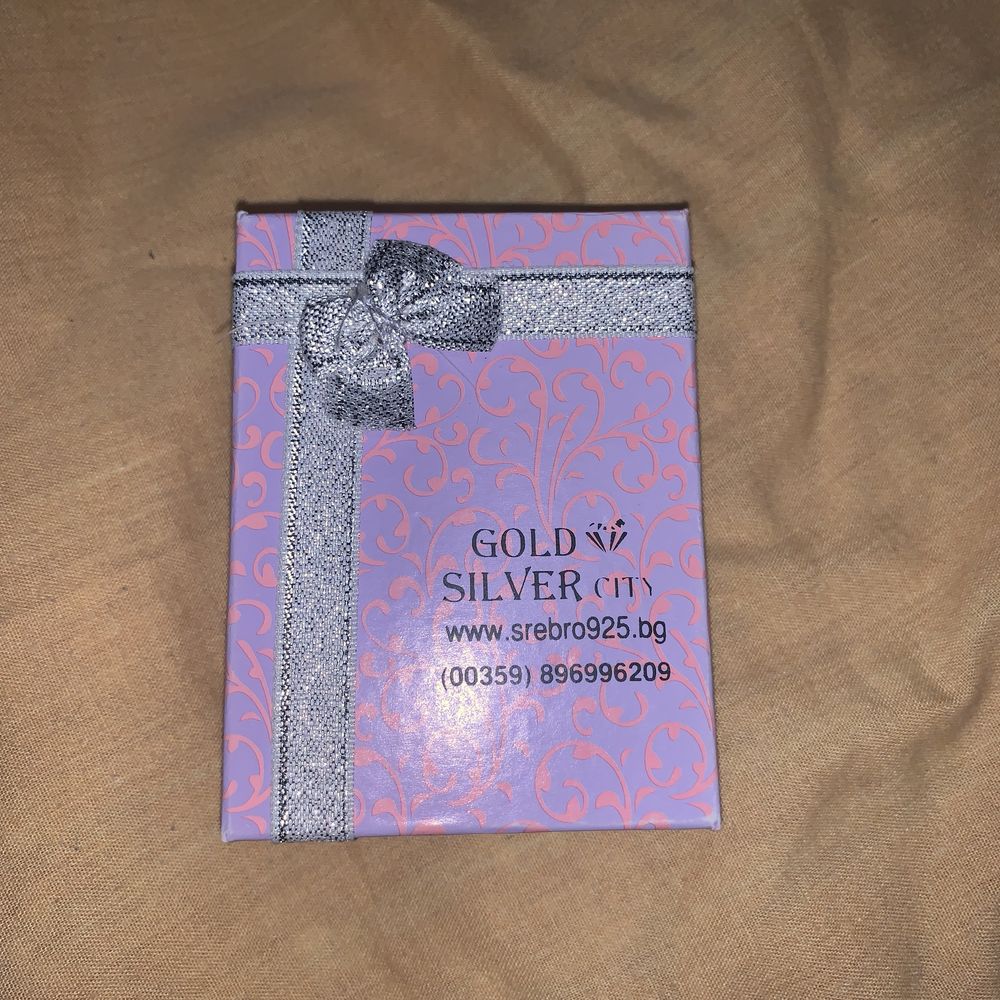 GOLD
SILVER CITY
www.srebro925.bg
(00359) 896996209